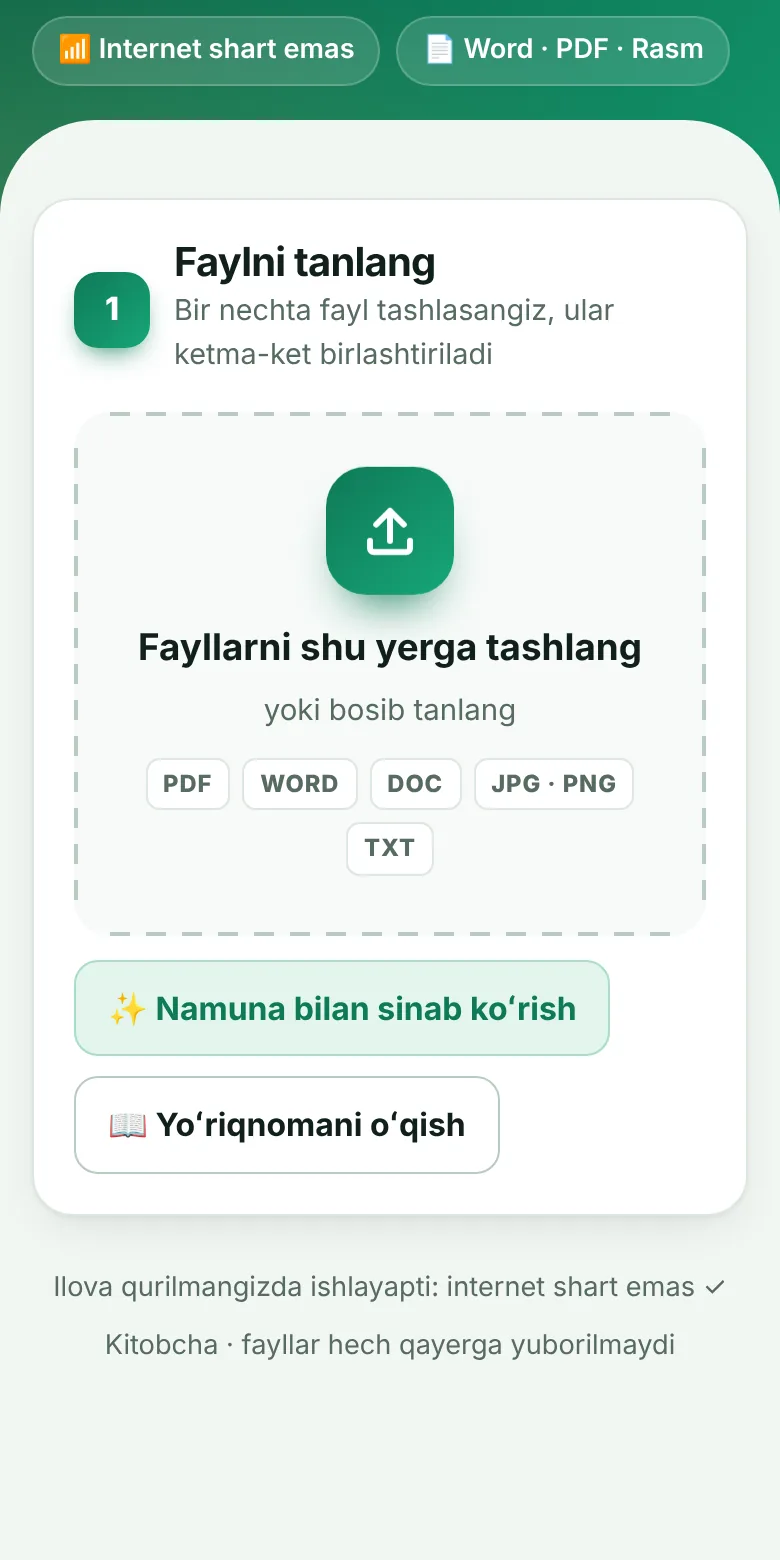 📶 Internet shart emas
📄 Word · PDF · Rasm
1
Faylni tanlang
Bir nechta fayl tashlasangiz, ular
ketma-ket birlashtiriladi
Fayllarni shu yerga tashlang
yoki bosib tanlang
PDF WORD DOC JPG · PNG
TXT
✨ Namuna bilan sinab koʻrish
📖 Yoʻriqnomani oʻqish
Ilova qurilmangizda ishlayapti: internet shart emas ✓
Kitobcha · fayllar hech qayerga yuborilmaydi